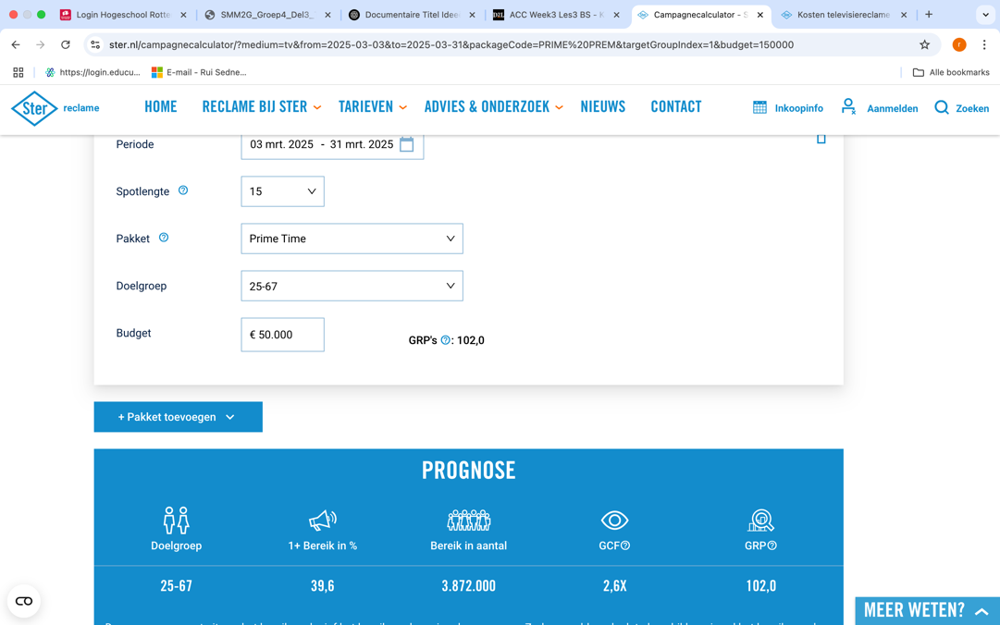 Login Hogeschool Rotte
SMM2G_Groep4_Del3_
Documentaire Titel Idee
D2L ACC Week3 Les3 BS - K
Campagnecalculator - S
Kosten televisiereclame
ster.nl/campagnecalculator/?medium=tv&from=2025-03-03&to=2025-03-31&packageCode=PRIME%20PREM&targetGroupIndex=1&budget=150000
r
https://login.educu...
E-mail - Rui Sedne...
All bookmarks
Ster reclame
HOME
RECLAME BIJ STER
TARIEVEN
ADVIES & ONDERZOEK
NIEUWS
CONTACT
Inkoopinfo
Aanmelden
Zoeken
Periode
03 mrt. 2025 - 31 mrt. 2025
Spotlengte ?
15
Pakket ?
Prime Time
Doelgroep
25-67
Budget
€ 50.000
GRP's ?: 102,0
+ Pakket toevoegen
PROGNOSE
Doelgroep
1+ Bereik in %
Bereik in aantal
GCF?
GRP?
25-67
39,6
3.872.000
2,6X
102,0
MEER WETEN?